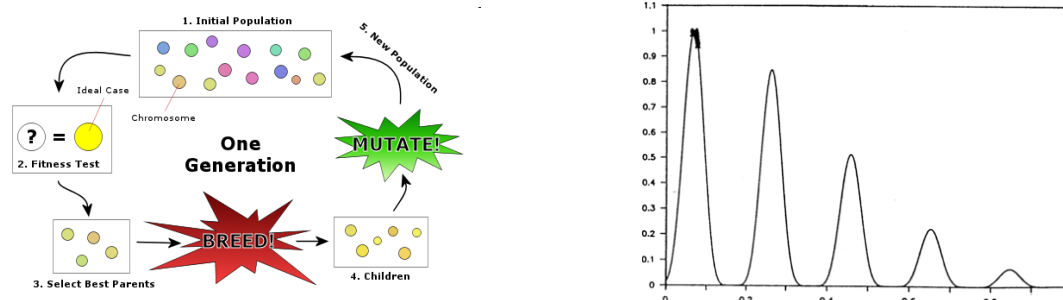 1. Initial Population
5. New Population
Ideal Case
Chromosome
? =
2. Fitness Test
One
Generation
MUTATE!
BREED!
3. Select Best Parents
4. Children
1.1
1
0.9
0.8
0.7
0.6
0.5
0.4
0.3
0.2
0.1
0
0